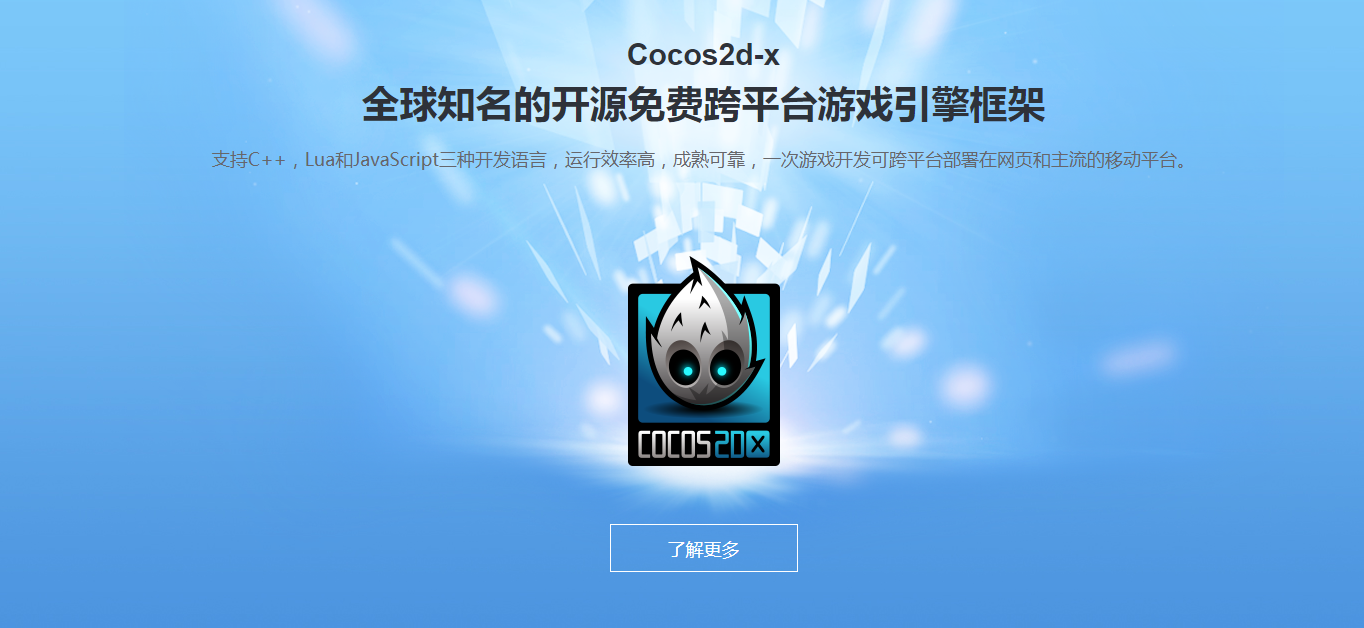 Cocos2d-x
全球知名的开源免费跨平台游戏引擎框架
支持C++，Lua和JavaScript三种开发语言，运行效率高，成熟可靠，一次游戏开发可跨平台部署在网页和主流的移动平台。
COCOS2DX
了解更多